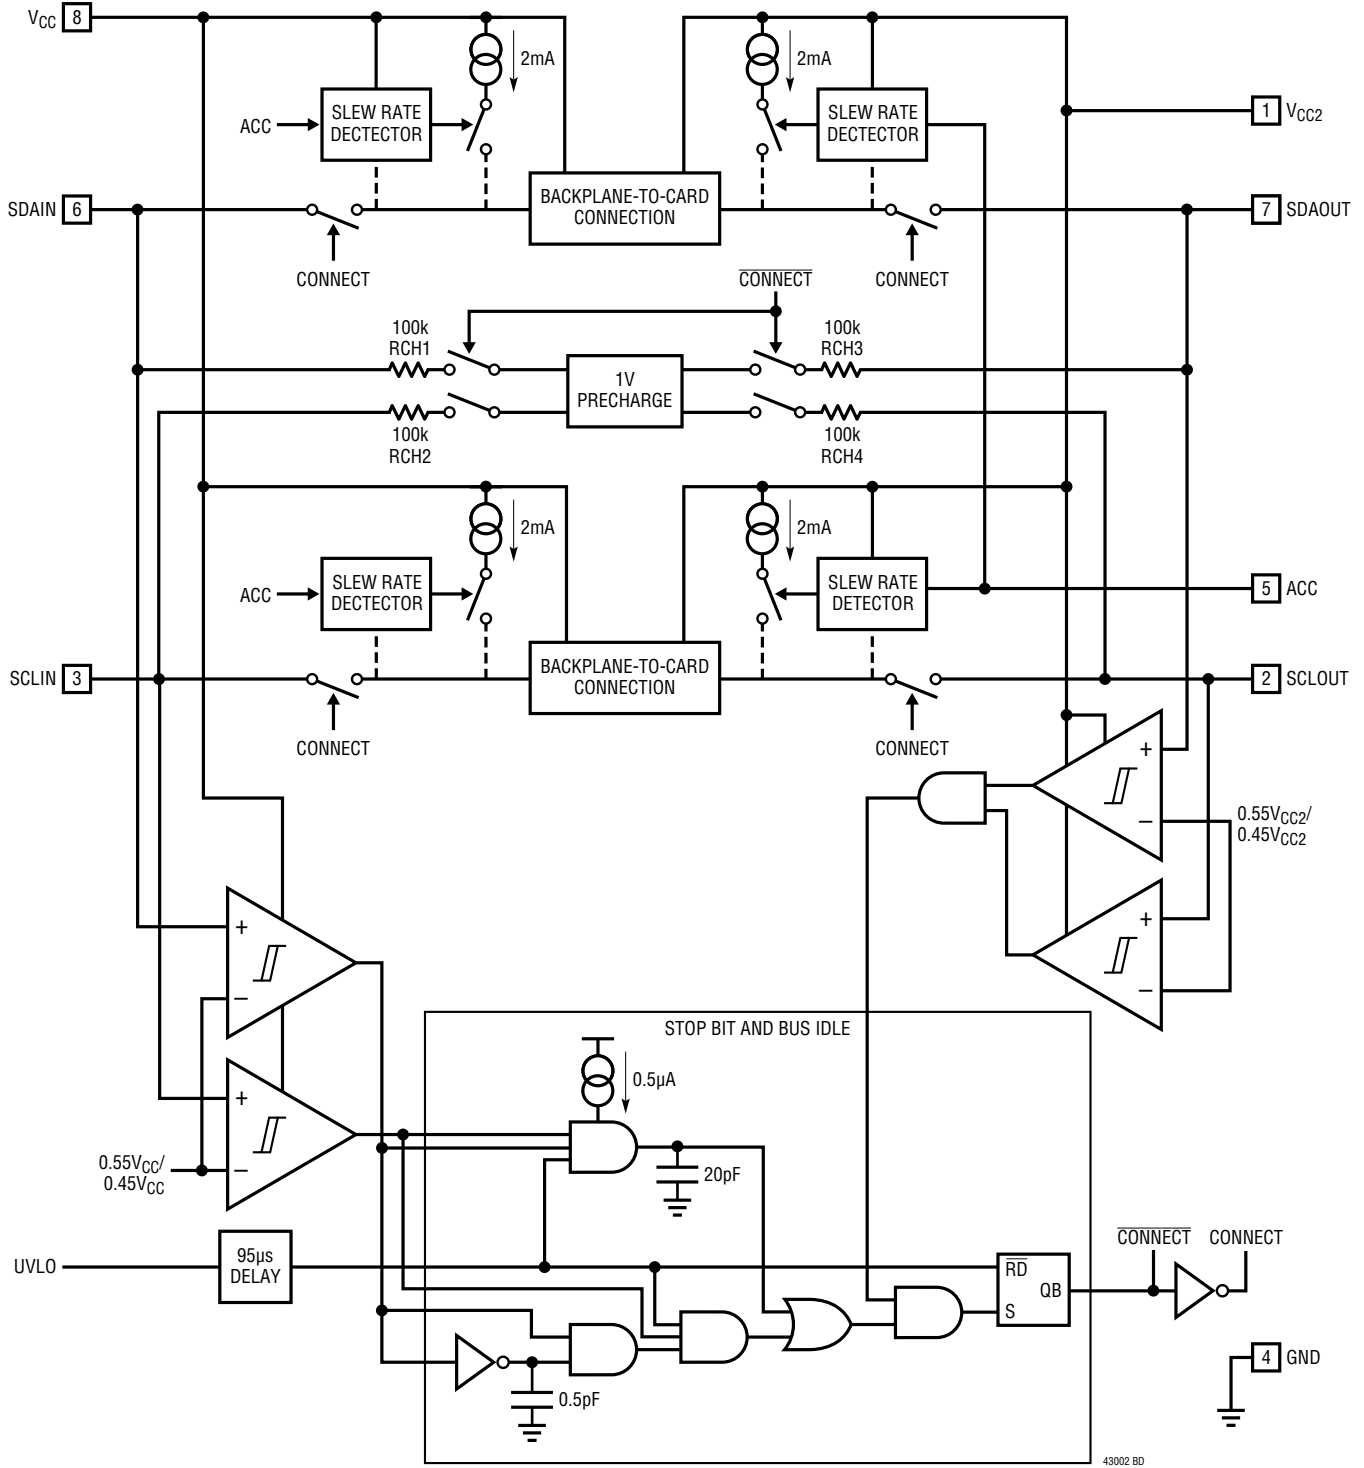 VCC 8
2mA
2mA
SLEW RATE
DECTECTOR
ACC
SLEW RATE
DECTECTOR
1 VCC2
SDAIN 6
BACKPLANE-TO-CARD
CONNECTION
7 SDAOUT
CONNECT
CONNECT
CONNECT
100k
RCH1
100k
RCH3
1V
PRECHARGE
100k
RCH2
100k
RCH4
2mA
2mA
ACC
SLEW RATE
DECTECTOR
SLEW RATE
DETECTOR
5 ACC
SCLIN 3
BACKPLANE-TO-CARD
CONNECTION
2 SCLOUT
CONNECT
CONNECT
+
–
0.55VCC2/
0.45VCC2
+
–
+
–
STOP BIT AND BUS IDLE
0.5µA
+
–
0.55VCC/
0.45VCC
20pF
UVLO
95µs
DELAY
RD
QB
S
CONNECT CONNECT
0.5pF
4 GND
43002 BD